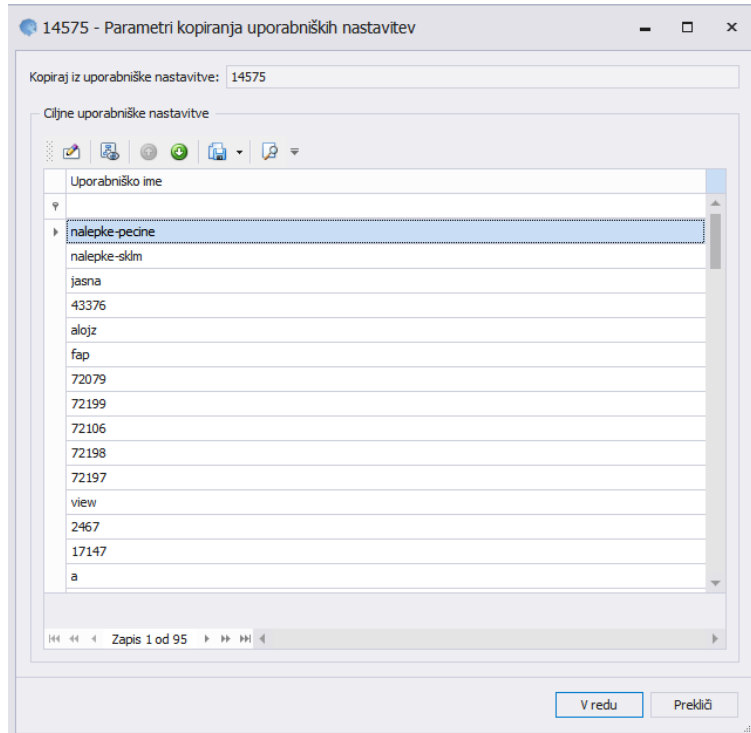 14575 - Parametri kopiranja uporabniških nastavitev
Kopiraj iz uporabniške nastavitve: 14575
Ciljne uporabniške nastavitve
Uporabniško ime
nalepke-pecine
nalepke-sklm
jasna
43376
alojz
fap
72079
72199
72106
72198
72197
view
2467
17147
a
Zapis 1 od 95
V redu
Prekliči